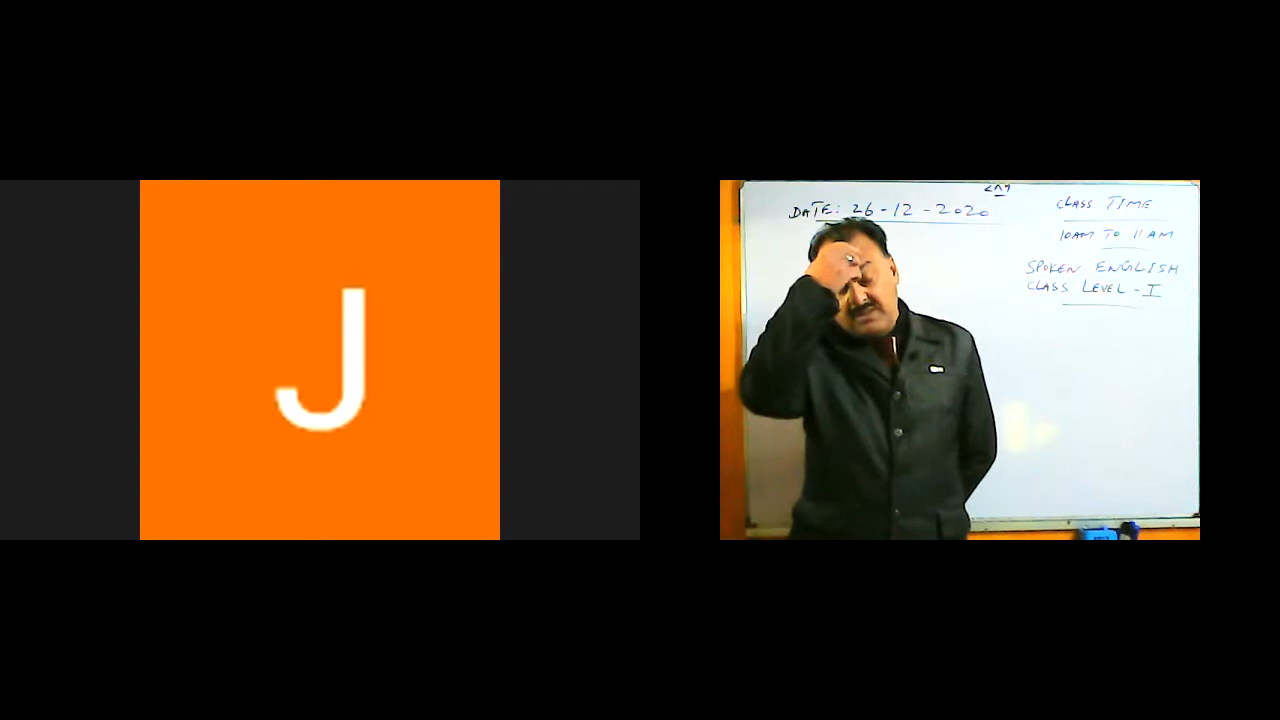 J
DATE: 26-12-2020
CLASS TIME
10AM TO 11AM
SPOKEN ENGLISH
CLASS LEVEL - I